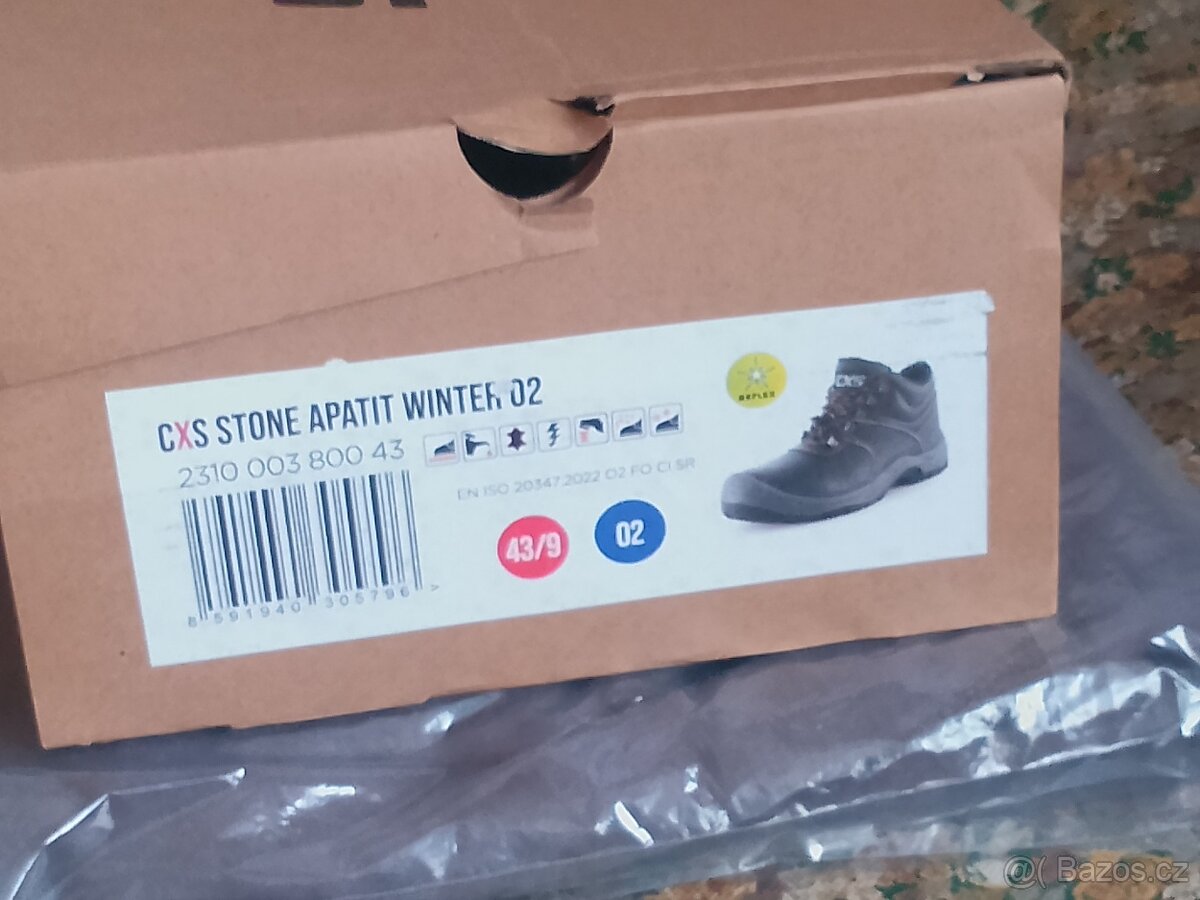 CXS STONE APATIT WINTER O2
2310 003 800 43
EN ISO 20347:2022 O2 FO CI SR
REFLEX
CXS
43/9
O2
8 591940 305796 >
@( Bazos.cz